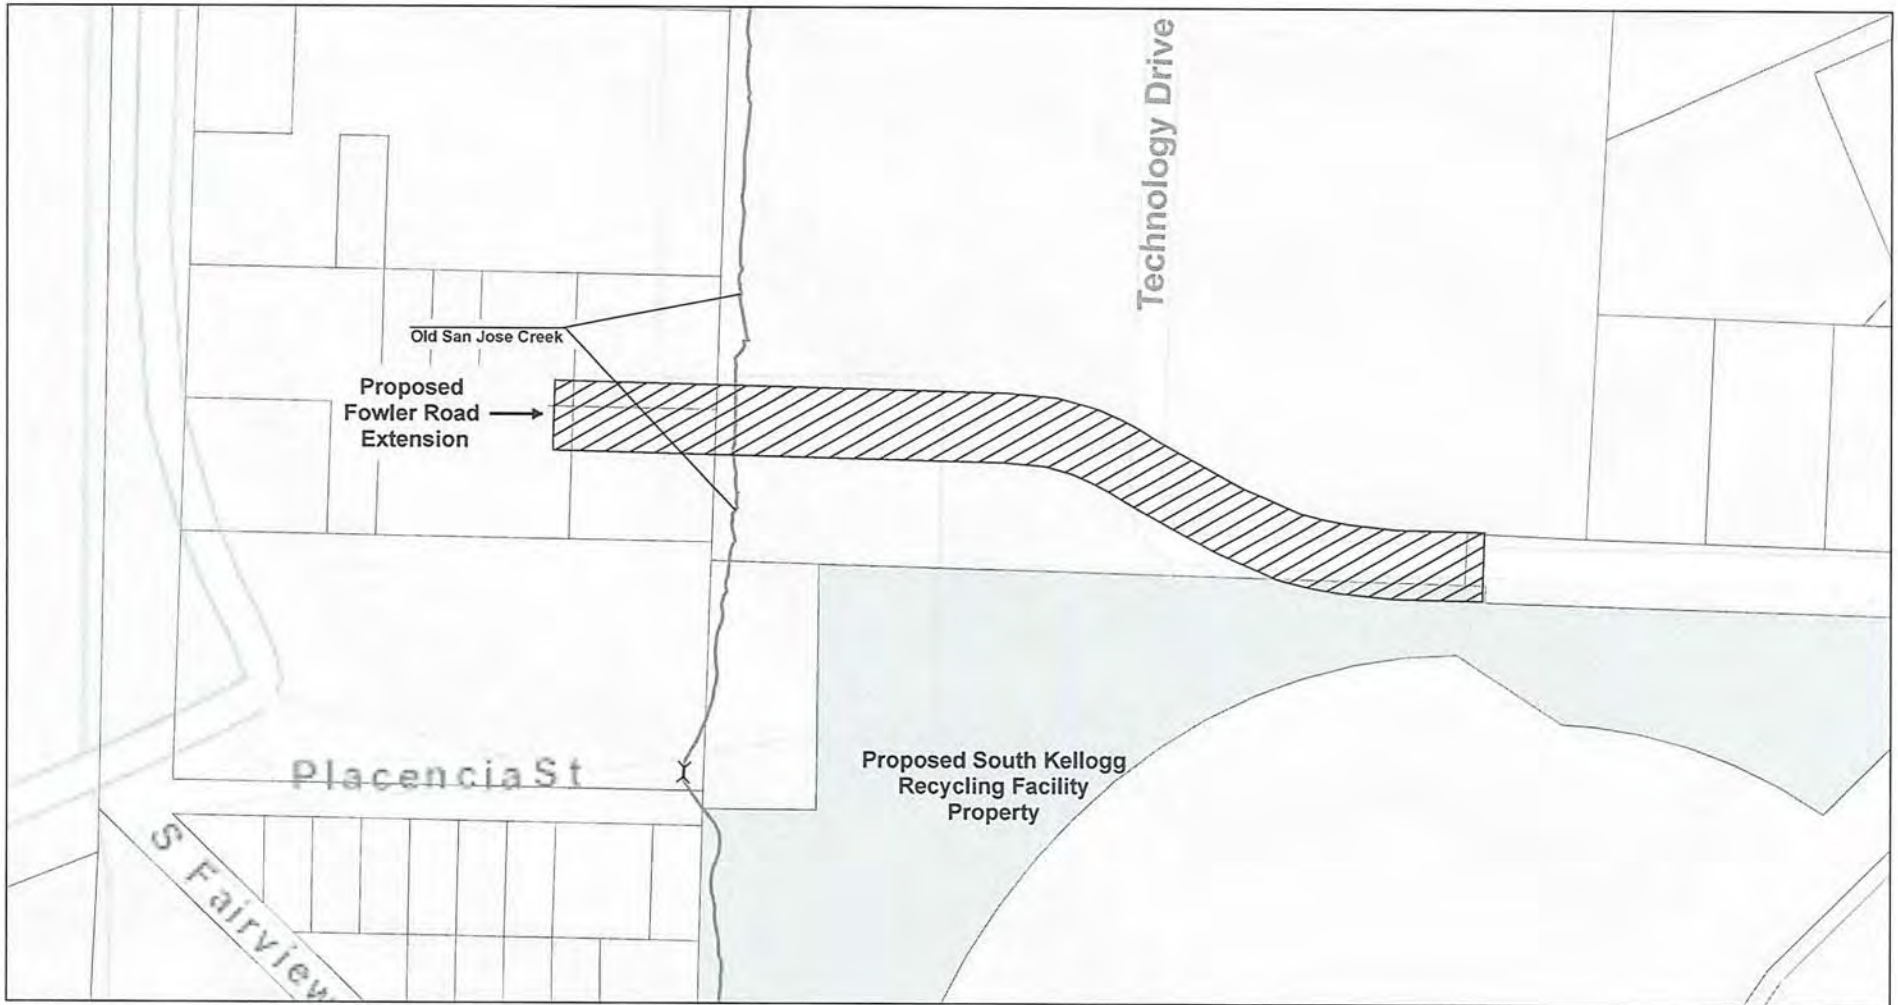 Technology Drive
Old San Jose Creek
Proposed
Fowler Road
Extension
Proposed South Kellogg
Recycling Facility
Property
Placencia St
S Fairview